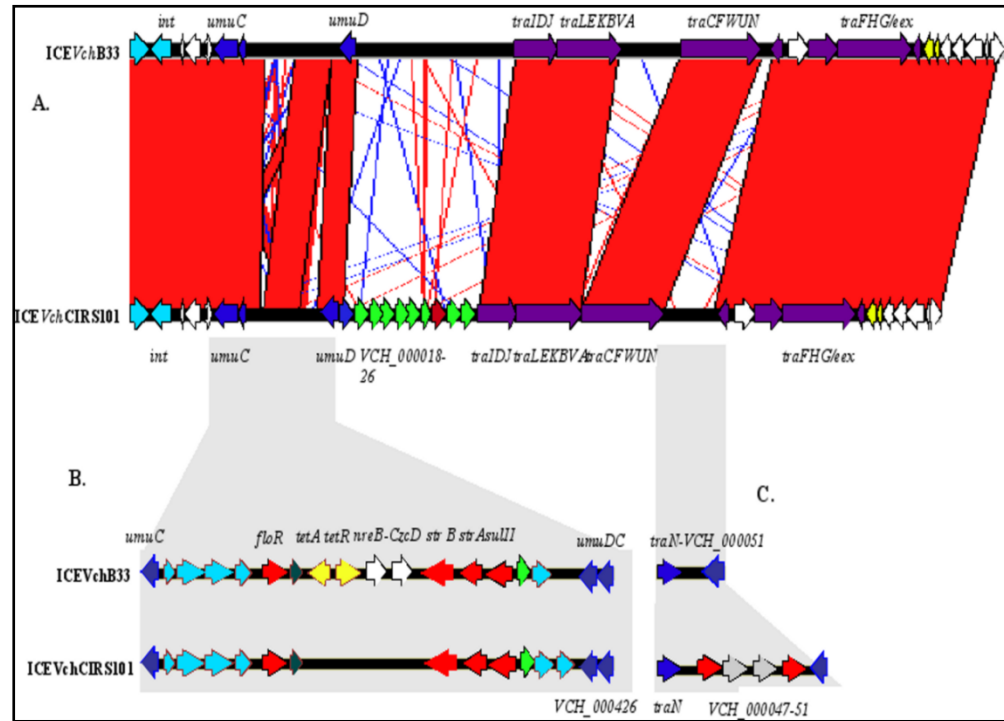 int umuC umuD traIDJ traLEKBVA traCFWUN traFHG/eex
ICEVchB33
A.
ICEVchCIRS101
int umuC umuD VCH_000018- traIDJ traLEKBVA traCFWUN traFHG/eex
26
B. C.
umuC floR tetA tetR nreB-CzcD str B strA sulII umuDC traN-VCH_000051
ICEVchB33
ICEVchCIRS101
VCH_000426 traN VCH_000047-51